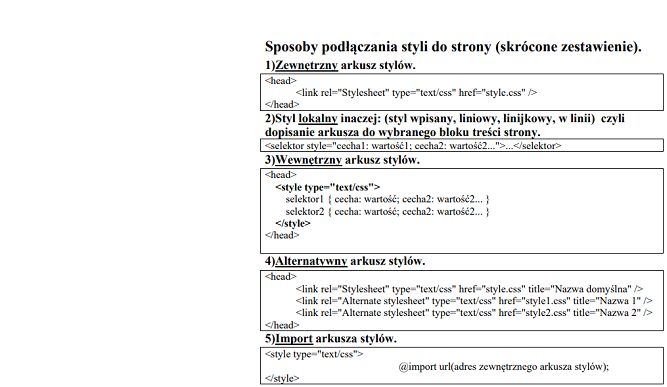 Sposoby podłączania styli do strony (skrócone zestawienie).
1)Zewnętrzny arkusz stylów.
<head>
<link rel="Stylesheet" type="text/css" href="style.css" />
</head>
2)Styl lokalny inaczej: (styl wpisany, liniowy, linijkowy, w linii) czyli
dopisanie arkusza do wybranego bloku treści strony.
<selektor style="cecha1: wartość1; cecha2: wartość2...">...</selektor>
3)Wewnętrzny arkusz stylów.
<head>
<style type="text/css">
selektor1 { cecha: wartość; cecha2: wartość2... }
selektor2 { cecha: wartość; cecha2: wartość2... }
</style>
</head>
4)Alternatywny arkusz stylów.
<head>
<link rel="Stylesheet" type="text/css" href="style.css" title="Nazwa domyślna" />
<link rel="Alternate stylesheet" type="text/css" href="style1.css" title="Nazwa 1" />
<link rel="Alternate stylesheet" type="text/css" href="style2.css" title="Nazwa 2" />
</head>
5)Import arkusza stylów.
<style type="text/css">
@import url(adres zewnętrznego arkusza stylów);
</style>